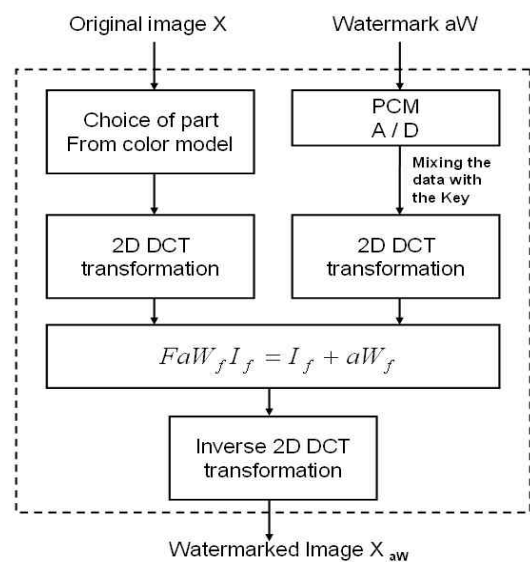 Original image X
Watermark aW
Choice of part
From color model
PCM
A / D
Mixing the
data with
the Key
2D DCT
transformation
2D DCT
transformation
FaW_f I_f = I_f + aW_f
Inverse 2D DCT
transformation
Watermarked Image X aW